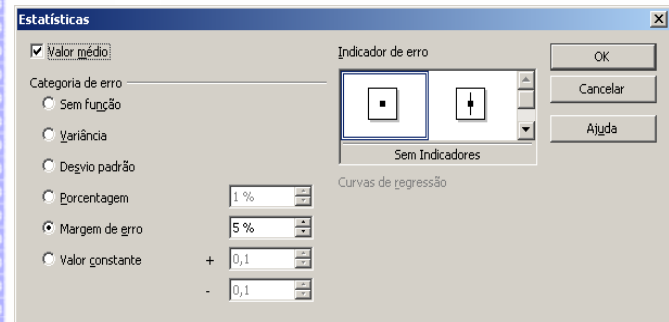 Estatísticas
Valor médio
Categoria de erro
Sem função
Variância
Desvio padrão
Porcentagem 1 %
Margem de erro 5 %
Valor constante + 0,1
- 0,1
Indicador de erro
Sem Indicadores
Curvas de regressão
OK
Cancelar
Ajuda